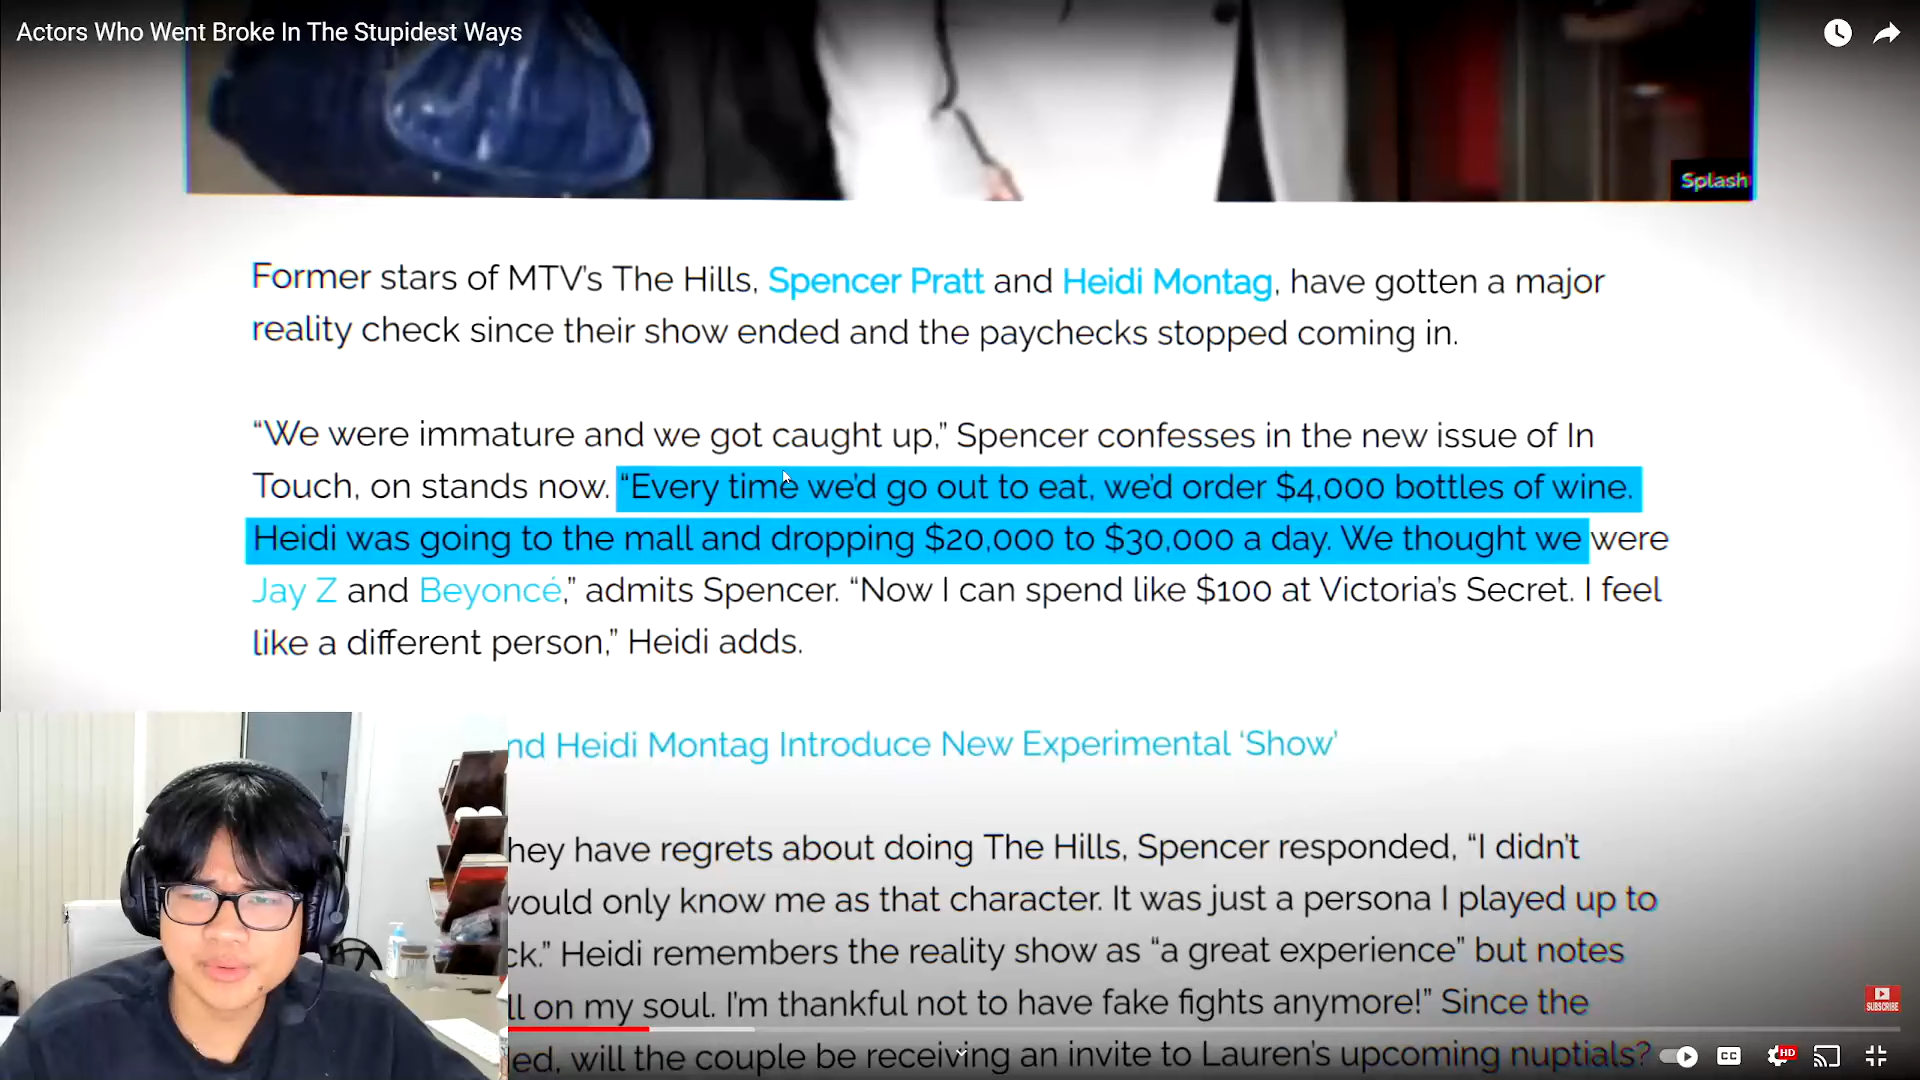 Actors Who Went Broke In The Stupidest Ways
Splash
Former stars of MTV's The Hills, Spencer Pratt and Heidi Montag, have gotten a major
reality check since their show ended and the paychecks stopped coming in.
“We were immature and we got caught up,” Spencer confesses in the new issue of In
Touch, on stands now. “Every time we'd go out to eat, we'd order $4,000 bottles of wine.
Heidi was going to the mall and dropping $20,000 to $30,000 a day. We thought we were
Jay Z and Beyoncé,” admits Spencer. “Now I can spend like $100 at Victoria's Secret. I feel
like a different person,” Heidi adds.
nd Heidi Montag Introduce New Experimental ‘Show’
hey have regrets about doing The Hills, Spencer responded, “I didn't
would only know me as that character. It was just a persona I played up to
ck.” Heidi remembers the reality show as “a great experience” but notes
ll on my soul. I'm thankful not to have fake fights anymore!” Since the
SUBSCRIBE
ed, will the couple be receiving an invite to Lauren's upcoming nuptials?
CC
HD